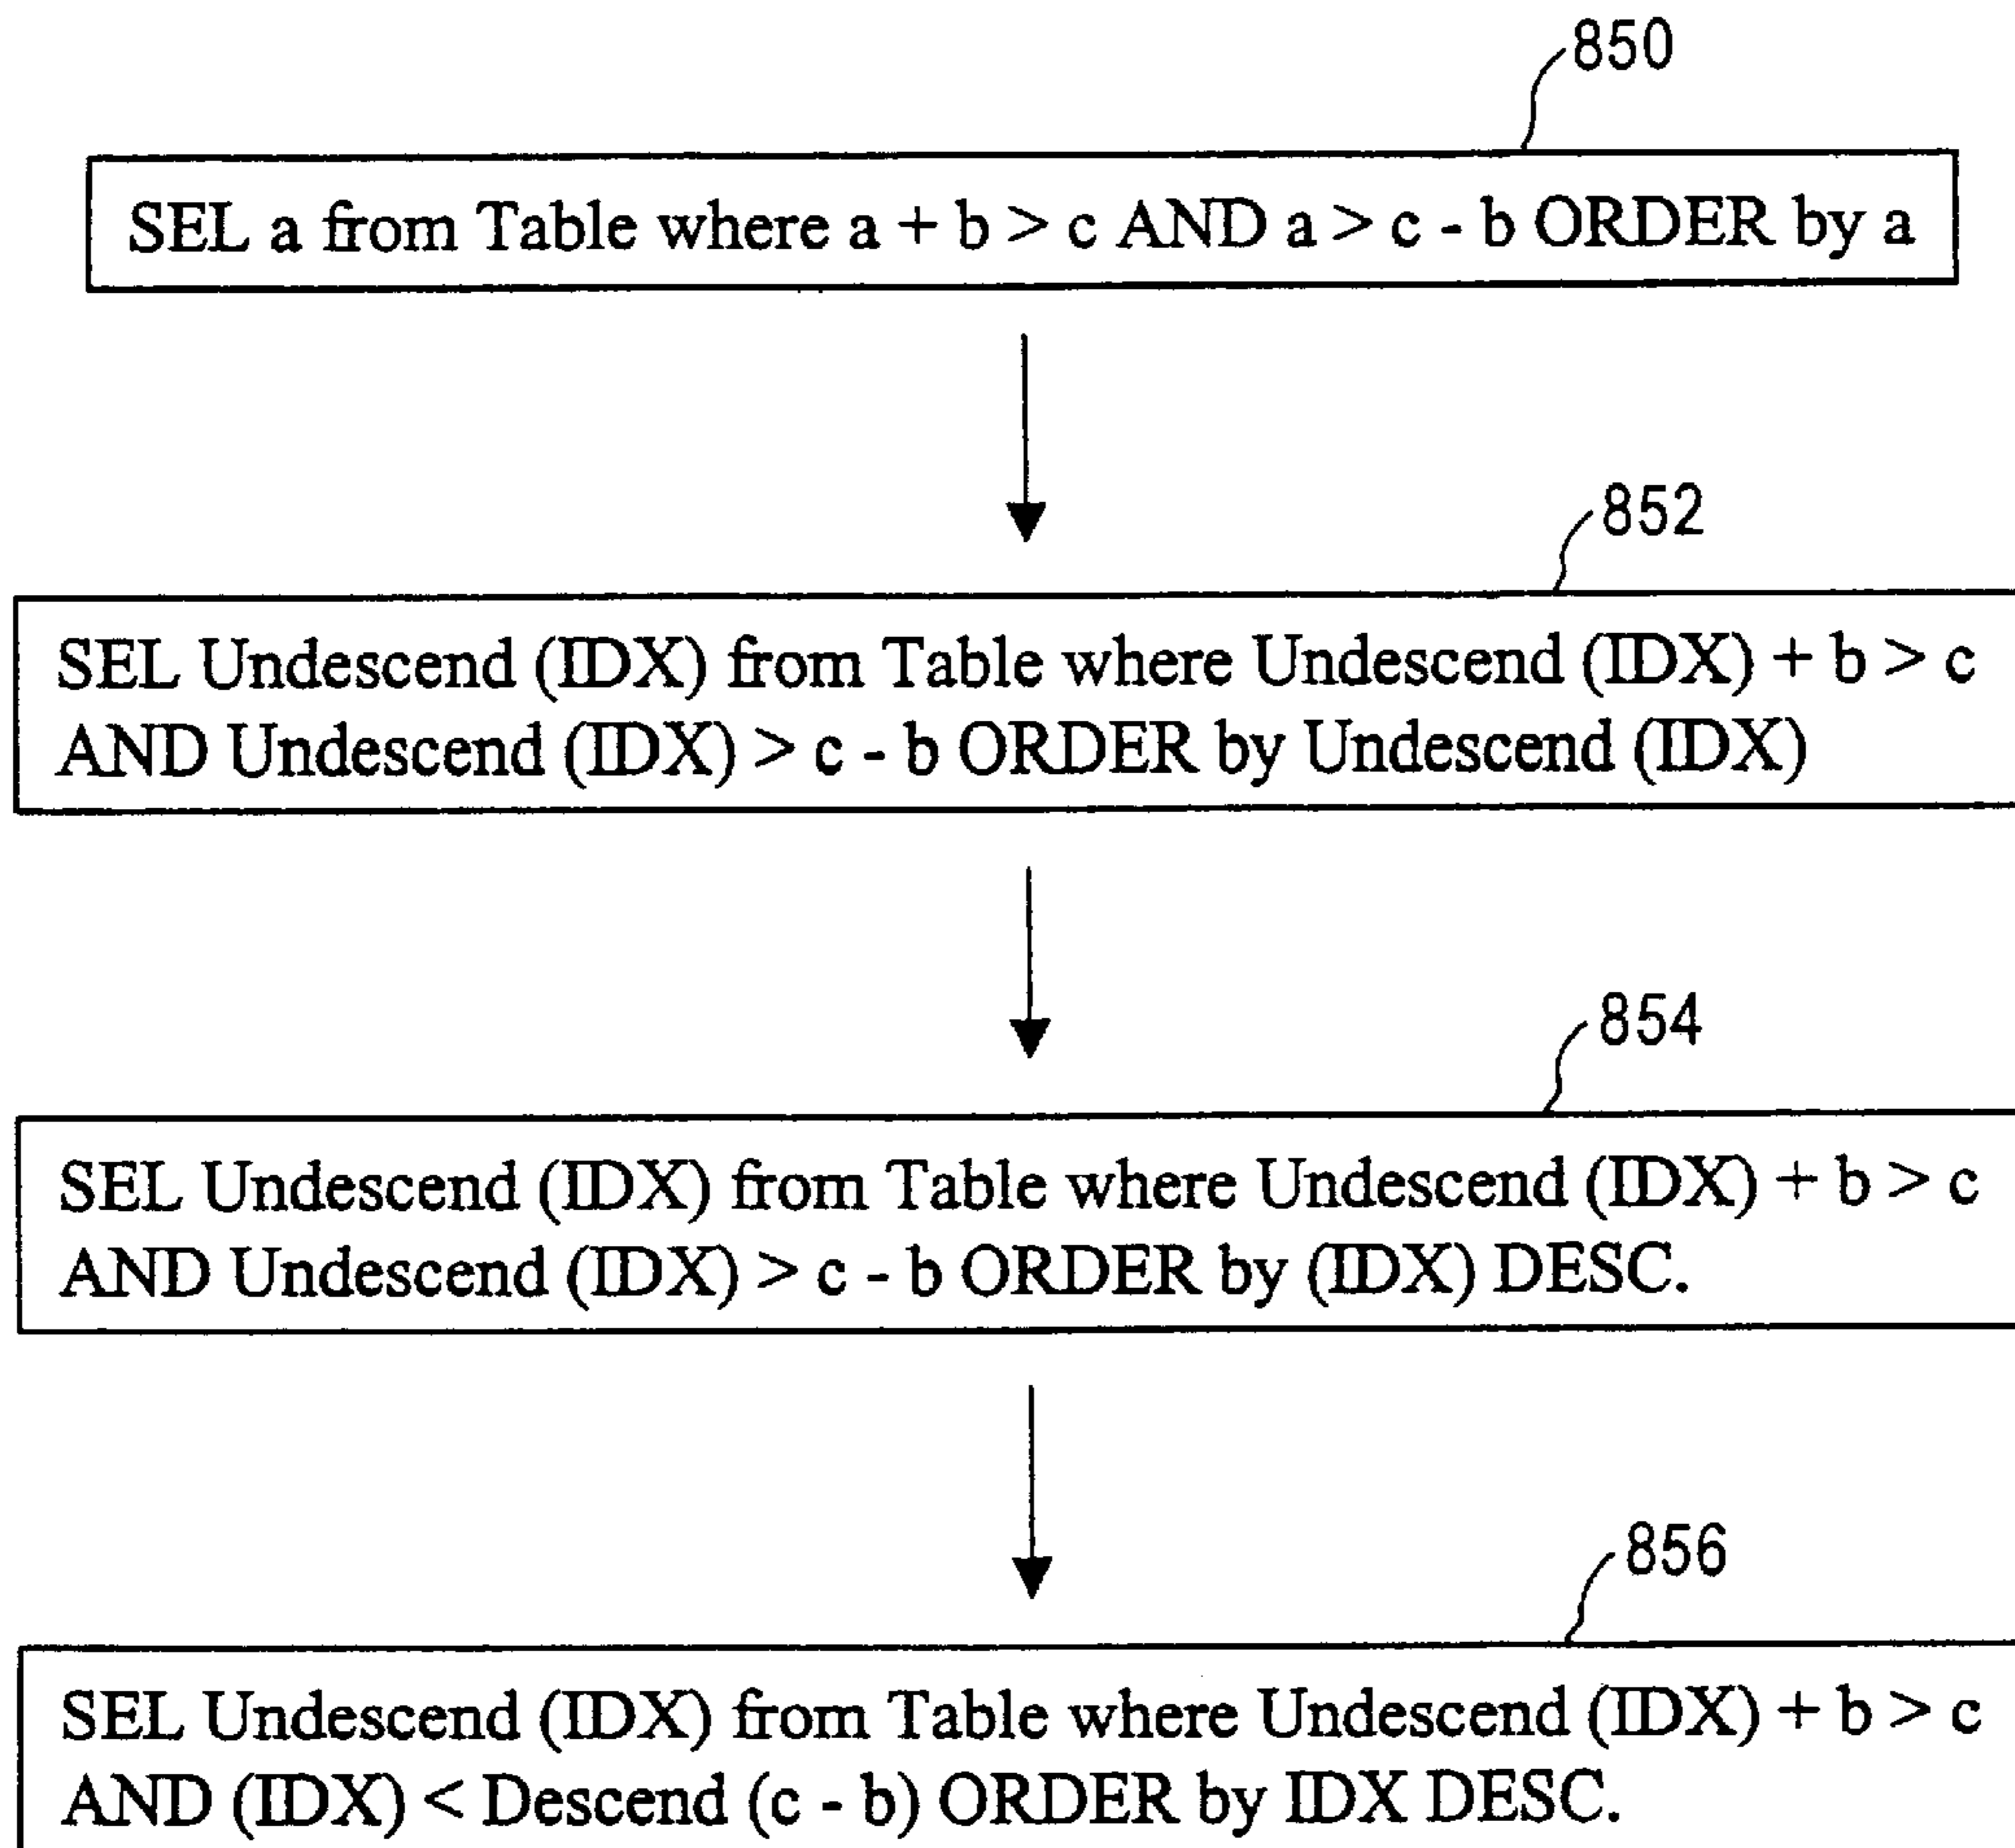 850
SEL a from Table where a + b > c AND a > c - b ORDER by a
852
SEL Undescend (IDX) from Table where Undescend (IDX) + b > c
AND Undescend (IDX) > c - b ORDER by Undescend (IDX)
854
SEL Undescend (IDX) from Table where Undescend (IDX) + b > c
AND Undescend (IDX) > c - b ORDER by (IDX) DESC.
856
SEL Undescend (IDX) from Table where Undescend (IDX) + b > c
AND (IDX) < Descend (c - b) ORDER by IDX DESC.